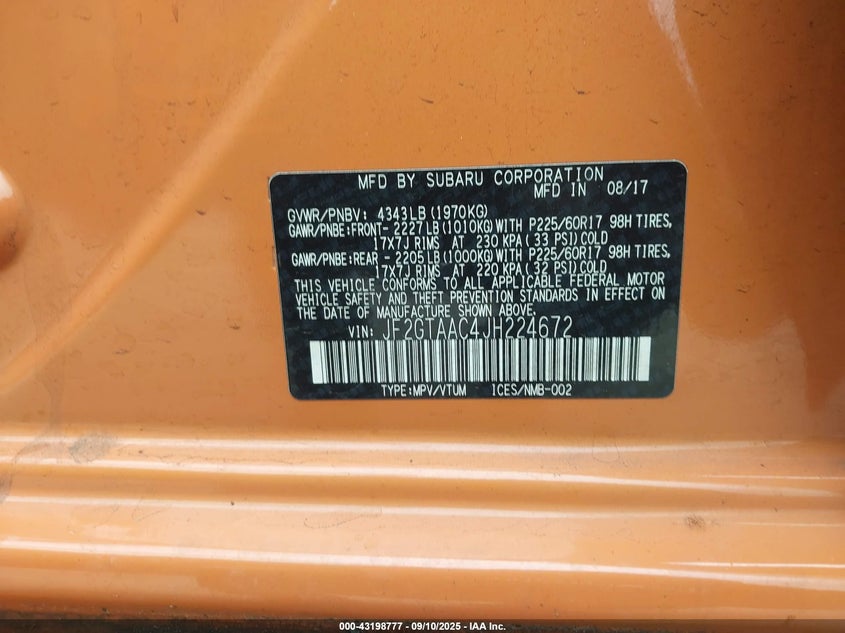 MFD BY SUBARU CORPORATION
MFD IN 08/17
GVWR/PNBV: 4343LB(1970KG)
GAWR/PNBE:FRONT- 2227LB(1010KG)WITH P225/60R17 98H TIRES,
17X7J RIMS AT 230 KPA( 33 PSI)COLD
GAWR/PNBE:REAR - 2205LB(1000KG)WITH P225/60R17 98H TIRES,
17X7J RIMS AT 220 KPA( 32 PSI)COLD
THIS VEHICLE CONFORMS TO ALL APPLICABLE FEDERAL MOTOR
VEHICLE SAFETY AND THEFT PREVENTION STANDARDS IN EFFECT ON
THE DATE OF MANUFACTURE SHOWN ABOVE.
VIN: JF2GTAAC4JH224672
TYPE:MPV/VTUM ICES/NMB-002
000-43198777 - 09/10/2025 - IAA Inc.